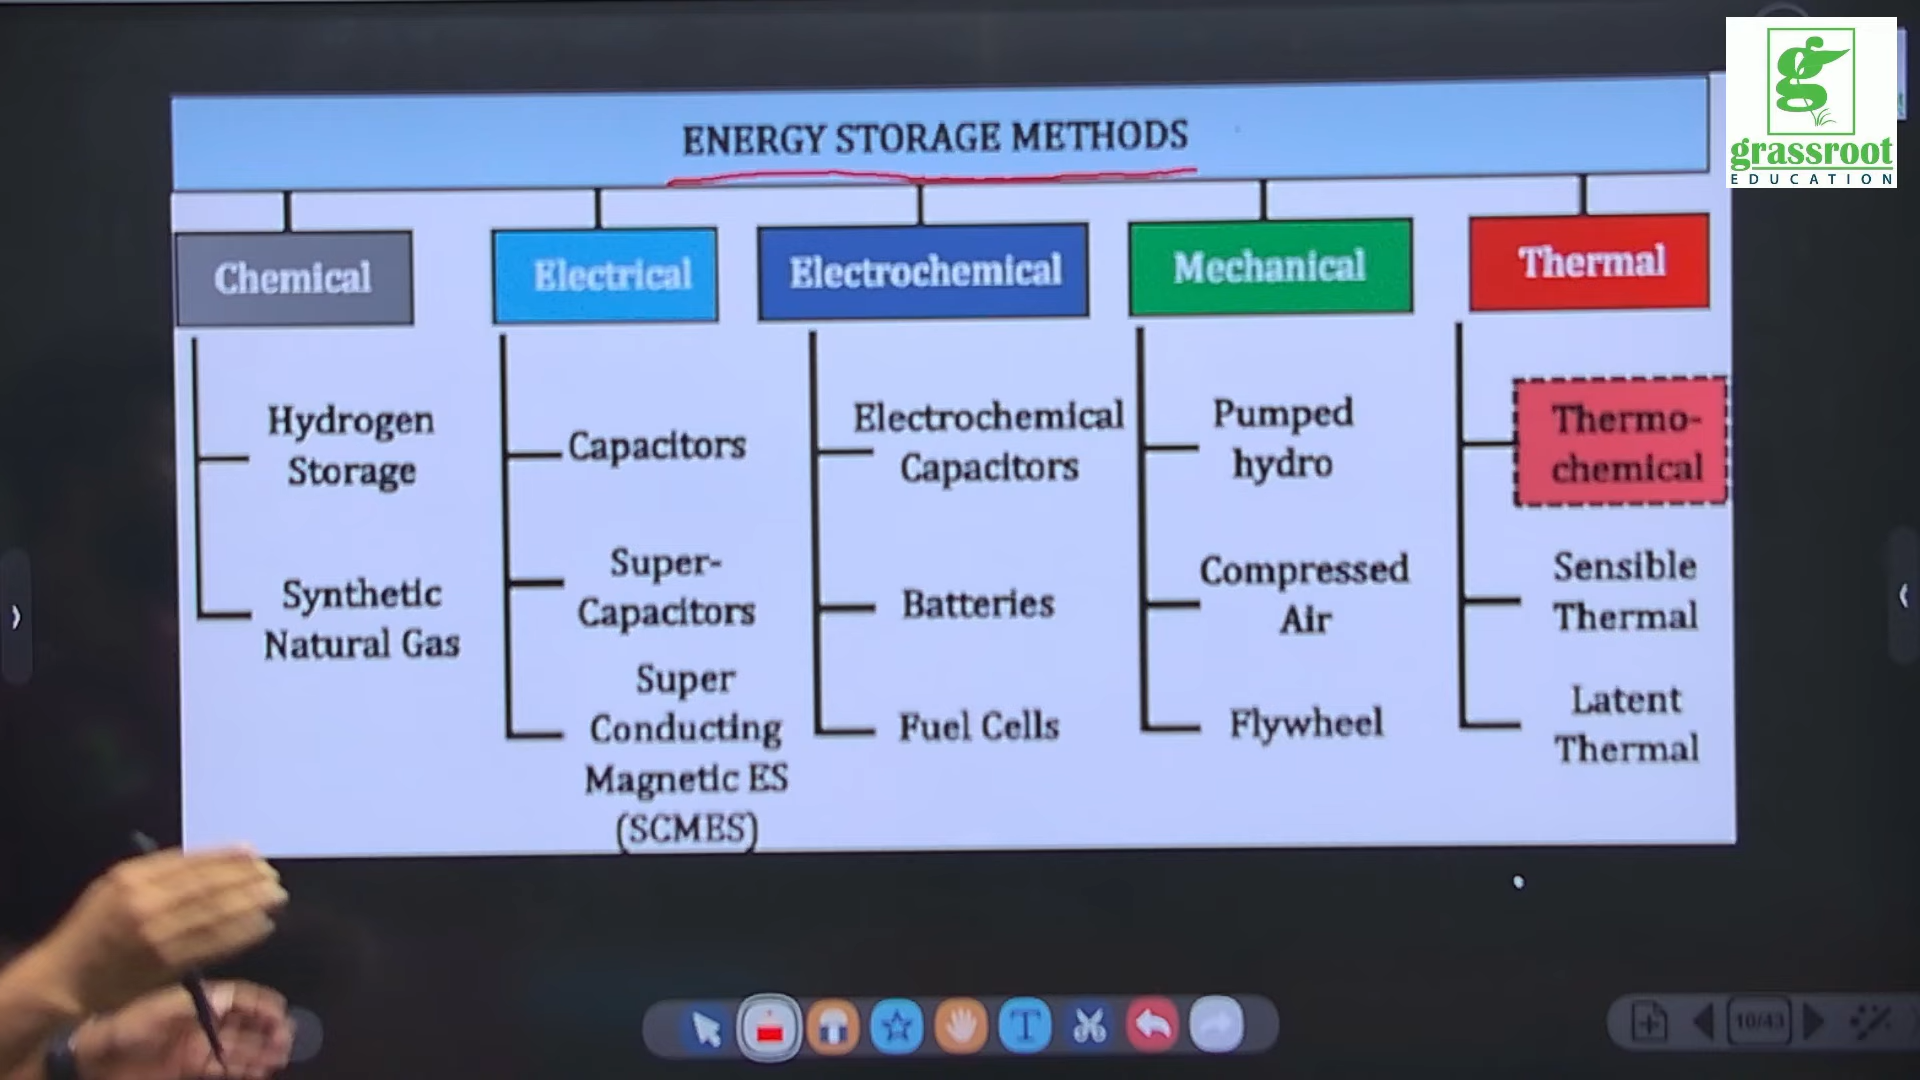 grassroot
EDUCATION
ENERGY STORAGE METHODS
Chemical
Hydrogen
Storage
Synthetic
Natural Gas
Electrical
Capacitors
Super-
Capacitors
Super
Conducting
Magnetic ES
(SCMES)
Electrochemical
Electrochemical
Capacitors
Batteries
Fuel Cells
Mechanical
Pumped
hydro
Compressed
Air
Flywheel
Thermal
Thermo-
chemical
Sensible
Thermal
Latent
Thermal
T
10/43